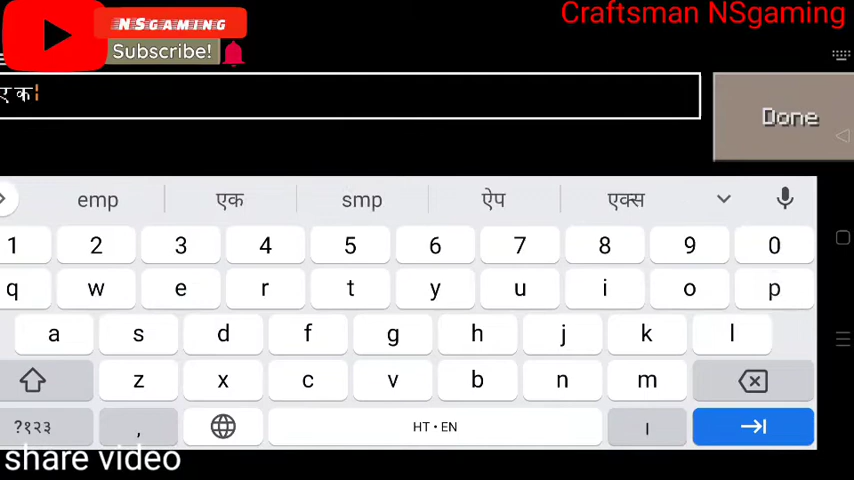 NSGAMING
Subscribe!
Craftsman NSgaming
एक
Done
emp एक smp ऐप एक्स
1 2 3 4 5 6 7 8 9 0
q w e r t y u i o p
a s d f g h j k l
z x c v b n m
?१२३ , HT • EN ।
share video